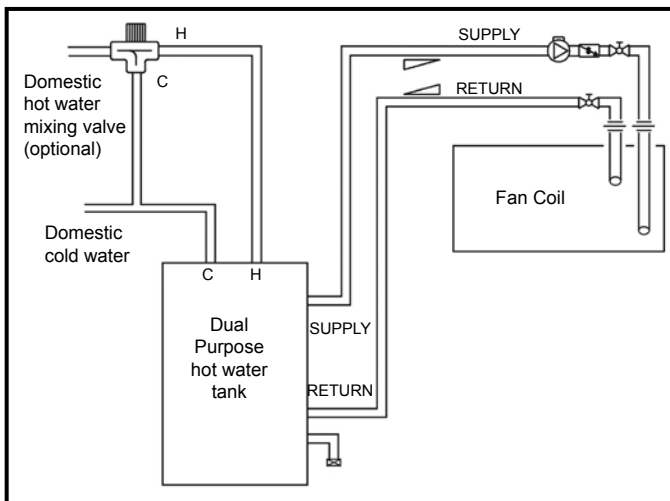 H
SUPPLY
Domestic
hot water
mixing valve
(optional)
C
RETURN
Fan Coil
Domestic
cold water
C
H
Dual
Purpose
hot water
tank
SUPPLY
RETURN